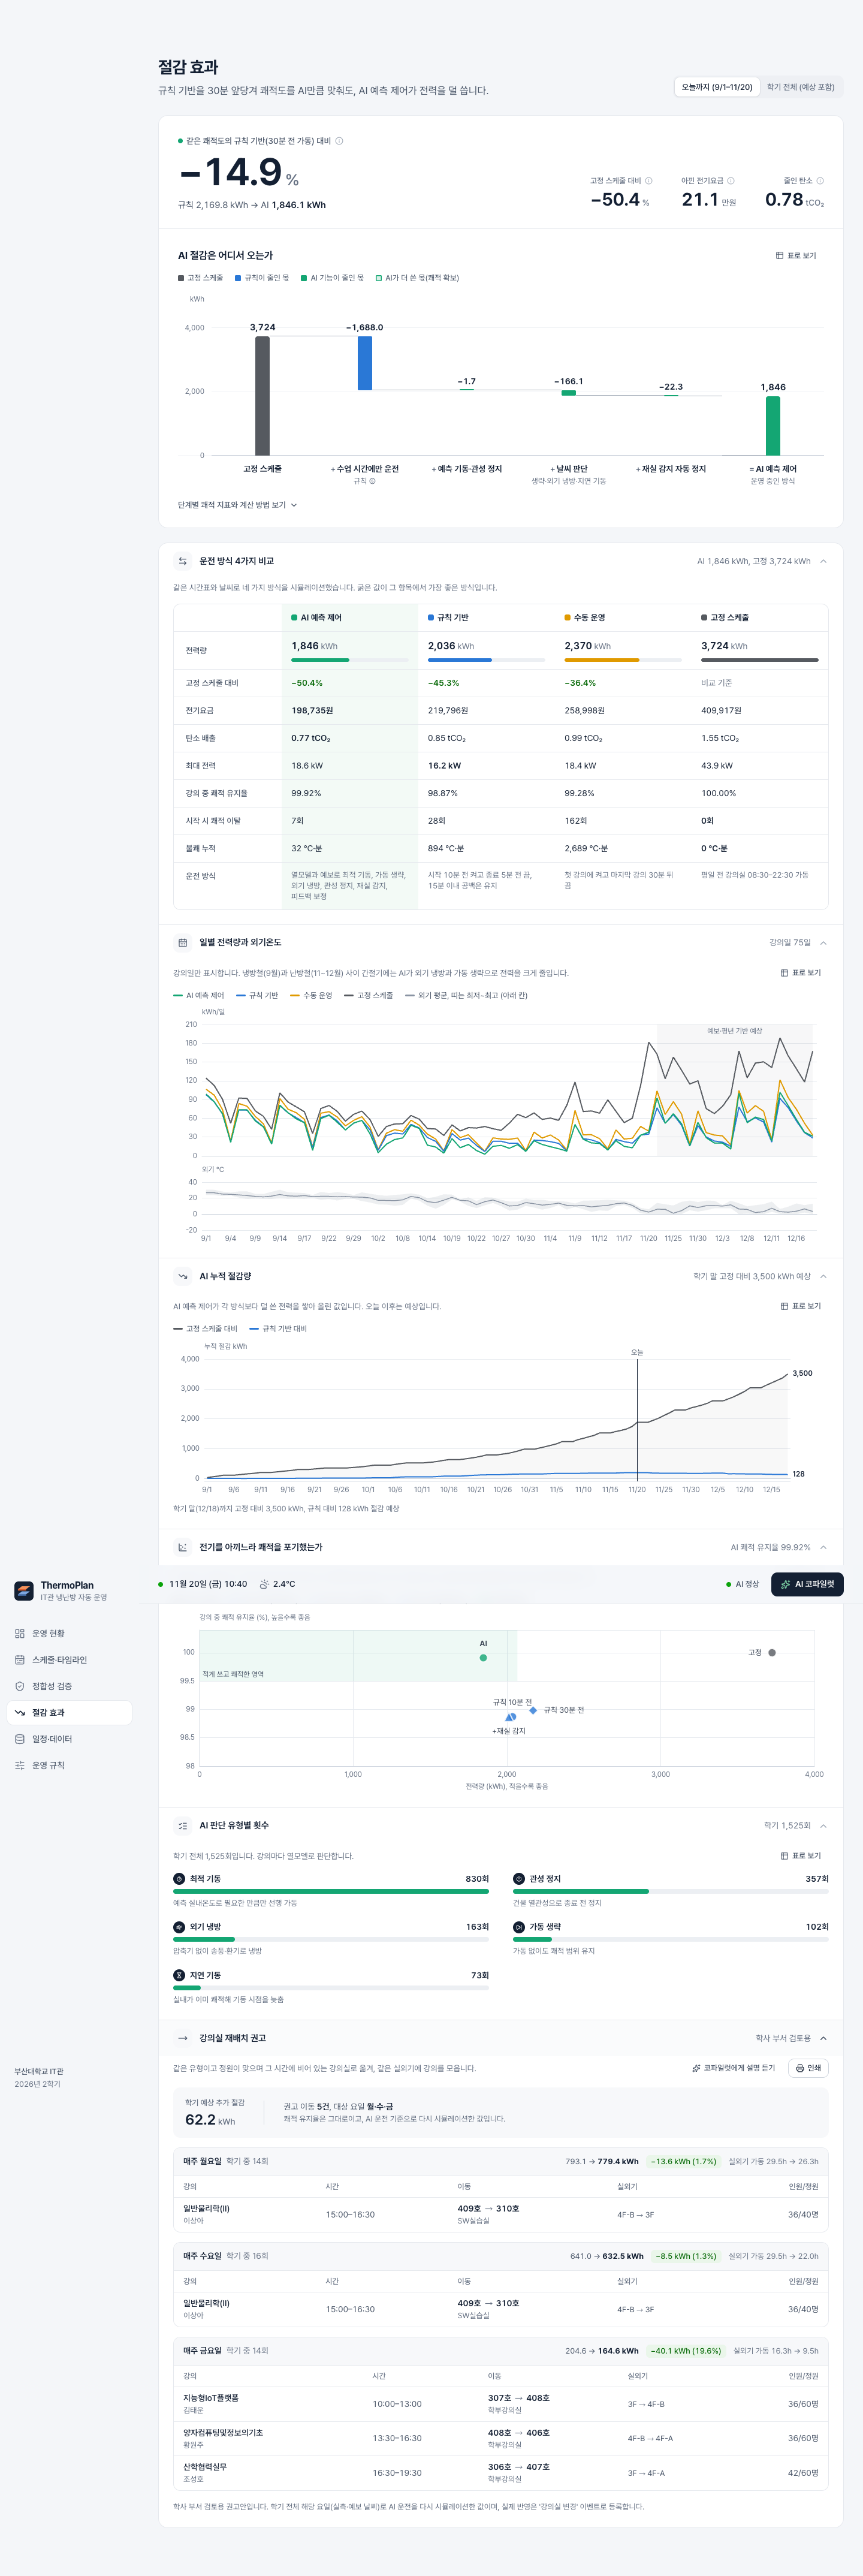 절감 효과
규칙 기반을 30분 앞당겨 쾌적도를 AI만큼 맞춰도, AI 예측 제어가 전력을 덜 씁니다.
오늘까지 (9/1–11/20)
학기 전체 (예상 포함)
같은 쾌적도의 규칙 기반(30분 전 가동) 대비
−14.9 %
규칙 2,169.8 kWh → AI 1,846.1 kWh
고정 스케줄 대비
−50.4 %
아낀 전기요금
21.1 만원
줄인 탄소
0.78 tCO₂
AI 절감은 어디서 오는가
표로 보기
고정 스케줄
규칙이 줄인 몫
AI 기능이 줄인 몫
AI가 더 쓴 몫(쾌적 확보)
kWh
4,000
2,000
0
3,724
−1,688.0
−1.7
−166.1
−22.3
1,846
고정 스케줄
+ 수업 시간에만 운전
규칙 ①
+ 예측 기동·관성 정지
+ 날씨 판단
생략·외기 냉방·지연 기동
+ 재실 감지 자동 정지
= AI 예측 제어
운영 중인 방식
단계별 쾌적 지표와 계산 방법 보기
운전 방식 4가지 비교
AI 1,846 kWh, 고정 3,724 kWh
같은 시간표와 날씨로 네 가지 방식을 시뮬레이션했습니다. 굵은 값이 그 항목에서 가장 좋은 방식입니다.
AI 예측 제어 규칙 기반 수동 운영 고정 스케줄
전력량 1,846 kWh 2,036 kWh 2,370 kWh 3,724 kWh
고정 스케줄 대비 −50.4% −45.3% −36.4% 비교 기준
전기요금 198,735원 219,796원 258,998원 409,917원
탄소 배출 0.77 tCO₂ 0.85 tCO₂ 0.99 tCO₂ 1.55 tCO₂
최대 전력 18.6 kW 16.2 kW 18.4 kW 43.9 kW
강의 중 쾌적 유지율 99.92% 98.87% 99.28% 100.00%
시작 시 쾌적 이탈 7회 28회 162회 0회
불쾌 누적 32 °C·분 894 °C·분 2,689 °C·분 0 °C·분
운전 방식
열모델과 예보로 최적 기동, 가동 생략,
외기 냉방, 관성 정지, 재실 감지,
피드백 보정
시작 10분 전 켜고 종료 5분 전 끔,
15분 이내 공백은 유지
첫 강의에 켜고 마지막 강의 30분 뒤
끔
평일 전 강의실 08:30–22:30 가동
일별 전력량과 외기온도
강의일 75일
강의일만 표시합니다. 냉방철(9월)과 난방철(11~12월) 사이 간절기에는 AI가 외기 냉방과 가동 생략으로 전력을 크게 줄입니다.
표로 보기
AI 예측 제어
규칙 기반
수동 운영
고정 스케줄
외기 평균, 띠는 최저~최고 (아래 칸)
kWh/일
210
180
150
120
90
60
30
0
예보·평년 기반 예상
외기 °C
40
20
0
-20
9/1 9/4 9/9 9/14 9/17 9/22 9/29 10/2 10/8 10/14 10/19 10/22 10/27 10/30 11/4 11/9 11/12 11/17 11/20 11/25 11/30 12/3 12/8 12/11 12/16
AI 누적 절감량
학기 말 고정 대비 3,500 kWh 예상
AI 예측 제어가 각 방식보다 덜 쓴 전력을 쌓아 올린 값입니다. 오늘 이후는 예상입니다.
표로 보기
고정 스케줄 대비
규칙 기반 대비
누적 절감 kWh
오늘
4,000
3,000
2,000
1,000
0
3,500
128
9/1 9/6 9/11 9/16 9/21 9/26 10/1 10/6 10/11 10/16 10/21 10/26 10/31 11/5 11/10 11/15 11/20 11/25 11/30 12/5 12/10 12/15
학기 말(12/18)까지 고정 대비 3,500 kWh, 규칙 대비 128 kWh 절감 예상
전기를 아끼느라 쾌적을 포기했는가
AI 쾌적 유지율 99.92%
ThermoPlan
IT관 냉난방 자동 운영
11월 20일 (금) 10:40
2.4°C
AI 정상
AI 코파일럿
운영 현황
스케줄·타임라인
정합성 검증
절감 효과
일정·데이터
운영 규칙
강의 중 쾌적 유지율 (%), 높을수록 좋음
100
99.5
99
98.5
98
AI
고정
적게 쓰고 쾌적한 영역
규칙 10분 전
규칙 30분 전
+재실 감지
0 1,000 2,000 3,000 4,000
전력량 (kWh), 적을수록 좋음
AI 판단 유형별 횟수
학기 1,525회
학기 전체 1,525회입니다. 강의마다 열모델로 판단합니다.
표로 보기
최적 기동 830회
예측 실내온도로 필요한 만큼만 선행 가동
관성 정지 357회
건물 열관성으로 종료 전 정지
외기 냉방 163회
압축기 없이 송풍·환기로 냉방
가동 생략 102회
가동 없이도 쾌적 범위 유지
지연 기동 73회
실내가 이미 쾌적해 기동 시점을 늦춤
강의실 재배치 권고
학사 부서 검토용
같은 유형이고 정원이 맞으며 그 시간에 비어 있는 강의실로 옮겨, 같은 실외기에 강의를 모읍니다.
코파일럿에게 설명 듣기
인쇄
학기 예상 추가 절감
62.2 kWh
권고 이동 5건, 대상 요일 월·수·금
쾌적 유지율은 그대로이고, AI 운전 기준으로 다시 시뮬레이션한 값입니다.
매주 월요일 학기 중 14회
793.1 → 779.4 kWh −13.6 kWh (1.7%) 실외기 가동 29.5h → 26.3h
강의 시간 이동 실외기 인원/정원
일반물리학(II)
이상아
15:00–16:30
409호 → 310호
SW실습실
4F-B → 3F
36/40명
매주 수요일 학기 중 16회
641.0 → 632.5 kWh −8.5 kWh (1.3%) 실외기 가동 29.5h → 22.0h
강의 시간 이동 실외기 인원/정원
일반물리학(II)
이상아
15:00–16:30
409호 → 310호
SW실습실
4F-B → 3F
36/40명
매주 금요일 학기 중 14회
204.6 → 164.6 kWh −40.1 kWh (19.6%) 실외기 가동 16.3h → 9.5h
강의 시간 이동 실외기 인원/정원
지능형IoT플랫폼
김태운
10:00–13:00
307호 → 408호
학부강의실
3F → 4F-B
36/60명
양자컴퓨팅및정보의기초
황원주
13:30–16:30
408호 → 406호
학부강의실
4F-B → 4F-A
36/60명
산학협력실무
조성호
16:30–19:30
306호 → 407호
학부강의실
3F → 4F-A
42/60명
학사 부서 검토용 권고안입니다. 학기 전체 해당 요일(실측·예보 날씨)로 AI 운전을 다시 시뮬레이션한 값이며, 실제 반영은 '강의실 변경' 이벤트로 등록합니다.
부산대학교 IT관
2026년 2학기